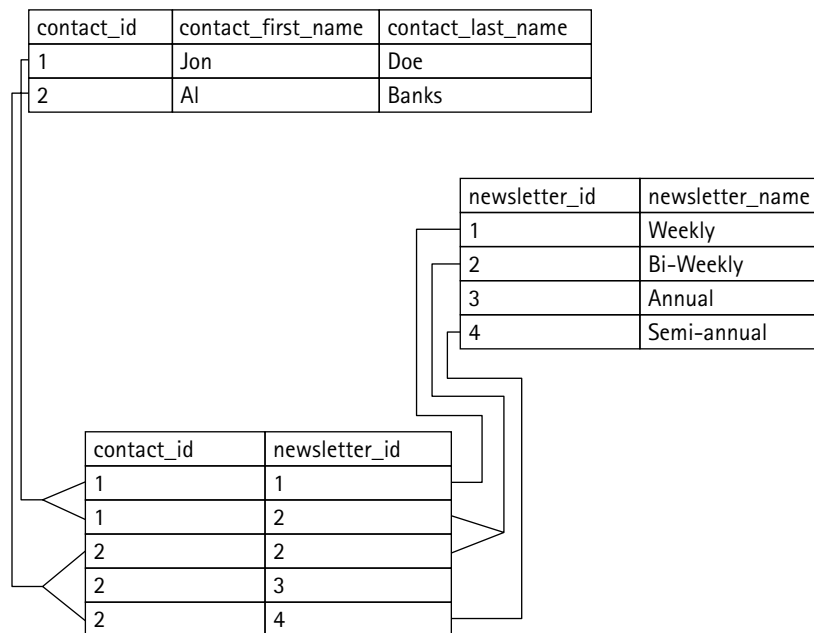 contact_id contact_first_name contact_last_name
1 Jon Doe
2 Al Banks
newsletter_id newsletter_name
1 Weekly
2 Bi-Weekly
3 Annual
4 Semi-annual
contact_id newsletter_id
1 1
1 2
2 2
2 3
2 4